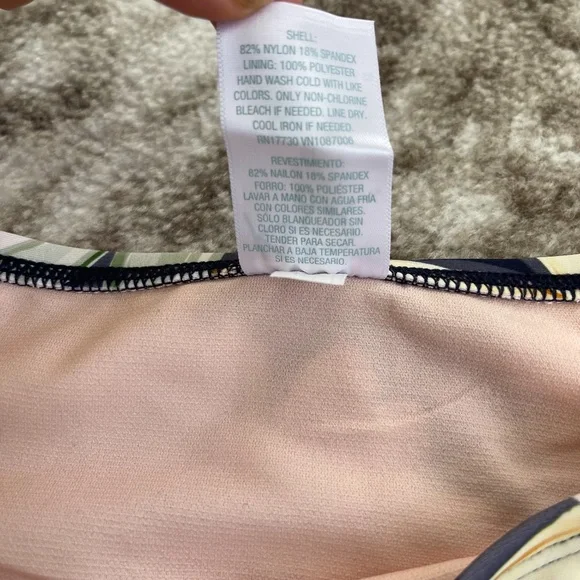 SHELL:
82% NYLON 18% SPANDEX
LINING: 100% POLYESTER
HAND WASH COLD WITH LIKE
COLORS. ONLY NON-CHLORINE
BLEACH IF NEEDED. LINE DRY.
COOL IRON IF NEEDED.
RN17730 VN1087006
REVESTIMIENTO:
82% NAILON 18% SPANDEX
FORRO: 100% POLIÉSTER
LAVAR A MANO CON AGUA FRÍA
CON COLORES SIMILARES.
SÓLO BLANQUEADOR SIN
CLORO SI ES NECESARIO.
TENDER PARA SECAR.
PLANCHAR A BAJA TEMPERATURA
SI ES NECESARIO.